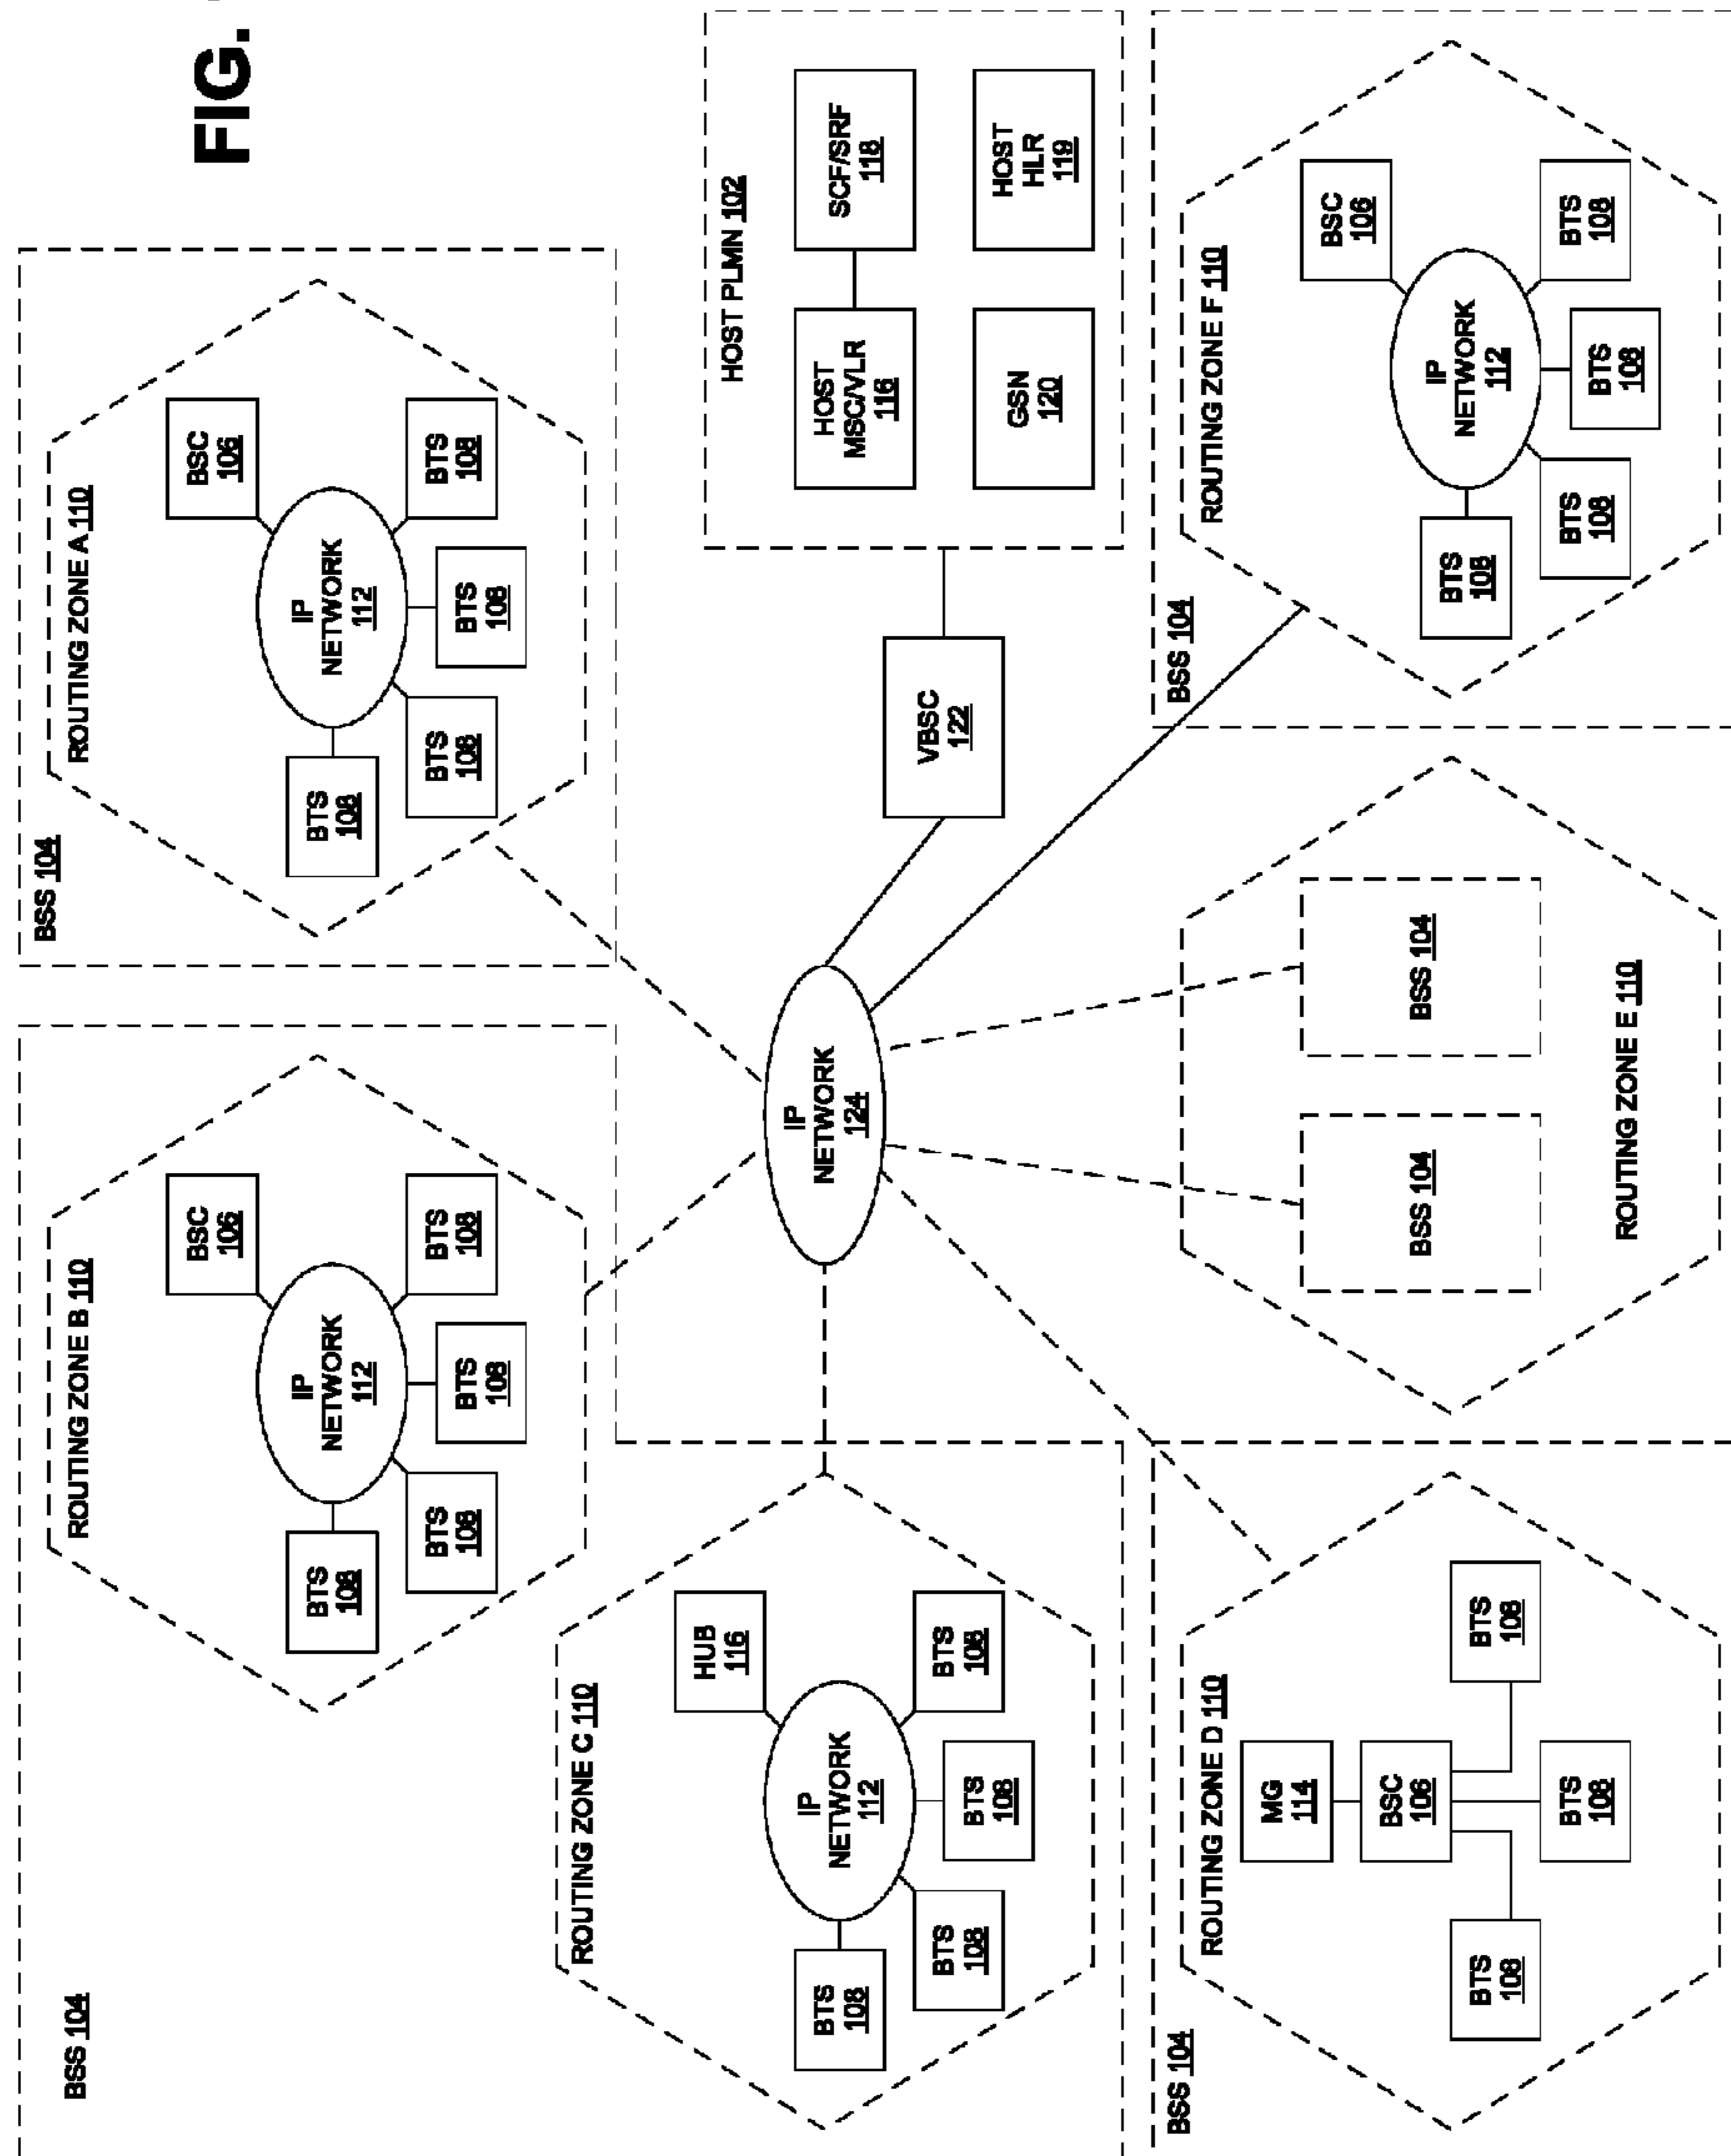 FIG.
BSS 104
ROUTING ZONE B 110
BSC
106
IP
NETWORK
112
BTS
108
BTS
108
BTS
108
BTS
108
BSS 104
ROUTING ZONE A 110
BSC
106
IP
NETWORK
112
BTS
108
BTS
108
BTS
108
BTS
108
ROUTING ZONE C 110
HUB
116
IP
NETWORK
112
BTS
108
BTS
108
BTS
108
BTS
108
IP
NETWORK
124
VBSC
122
HOST PLMN 102
HOST
MSC/VLR
116
SCF/SRF
118
GSN
120
HOST
HLR
119
BSS 104
ROUTING ZONE D 110
MG
114
BSC
106
BTS
108
BTS
108
BTS
108
BSS 104
BSS 104
ROUTING ZONE E 110
BSS 104
ROUTING ZONE F 110
BSC
106
IP
NETWORK
112
BTS
108
BTS
108
BTS
108
BTS
108